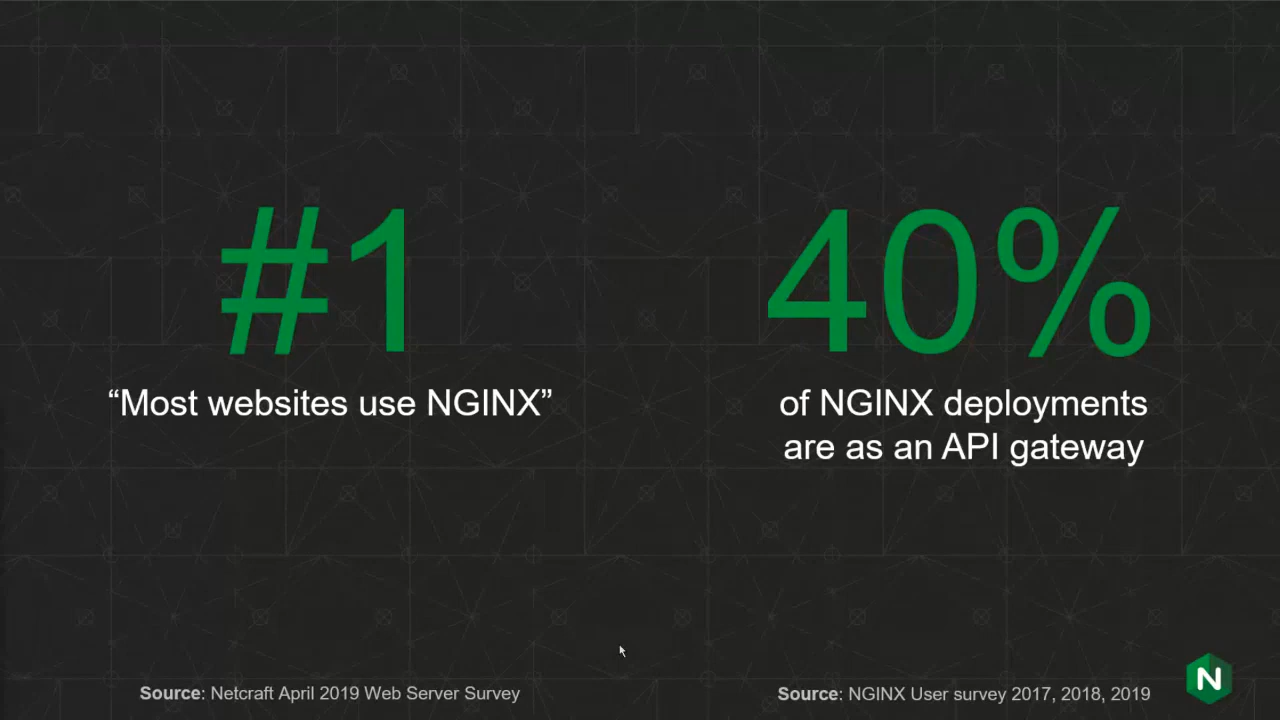 #1
“Most websites use NGINX”
Source: Netcraft April 2019 Web Server Survey
40%
of NGINX deployments
are as an API gateway
Source: NGINX User survey 2017, 2018, 2019
N